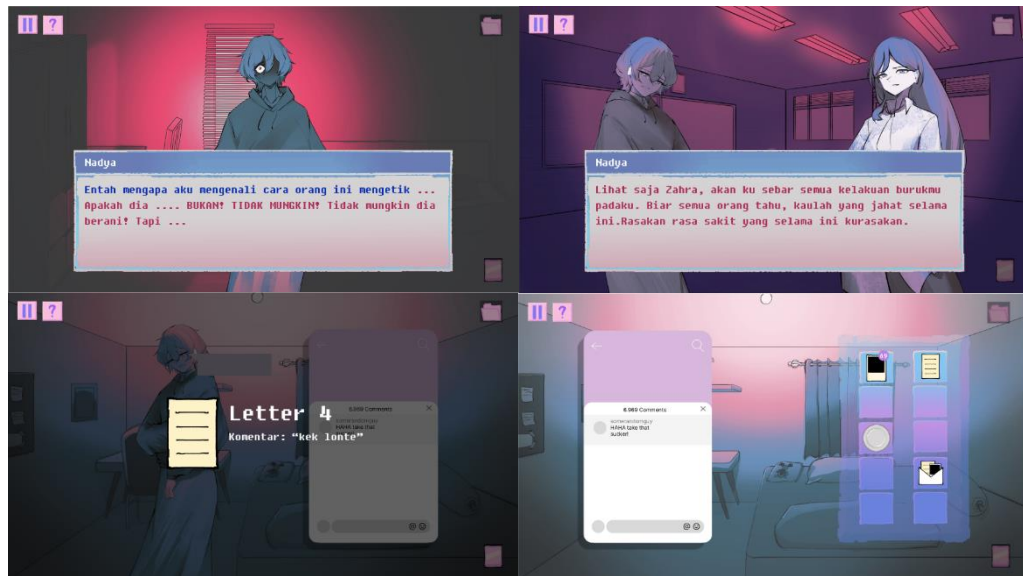 ?
Nadya
Entah mengapa aku mengenali cara orang ini mengetik ...
Apakah dia .... BUKAN! TIDAK MUNGKIN! Tidak mungkin dia
berani! Tapi ...
?
Nadya
Lihat saja Zahra, akan ku sebar semua kelakuan burukmu
padaku. Biar semua orang tahu, kaulah yang jahat selama
ini.Rasakan rasa sakit yang selama ini kurasakan.
?
Letter 4
Komentar: “kek lonte”
6.969 Comments
somerandomguy
HAHA take that
sucker!
@
?
6.969 Comments
somerandomguy
HAHA take that
sucker!
@